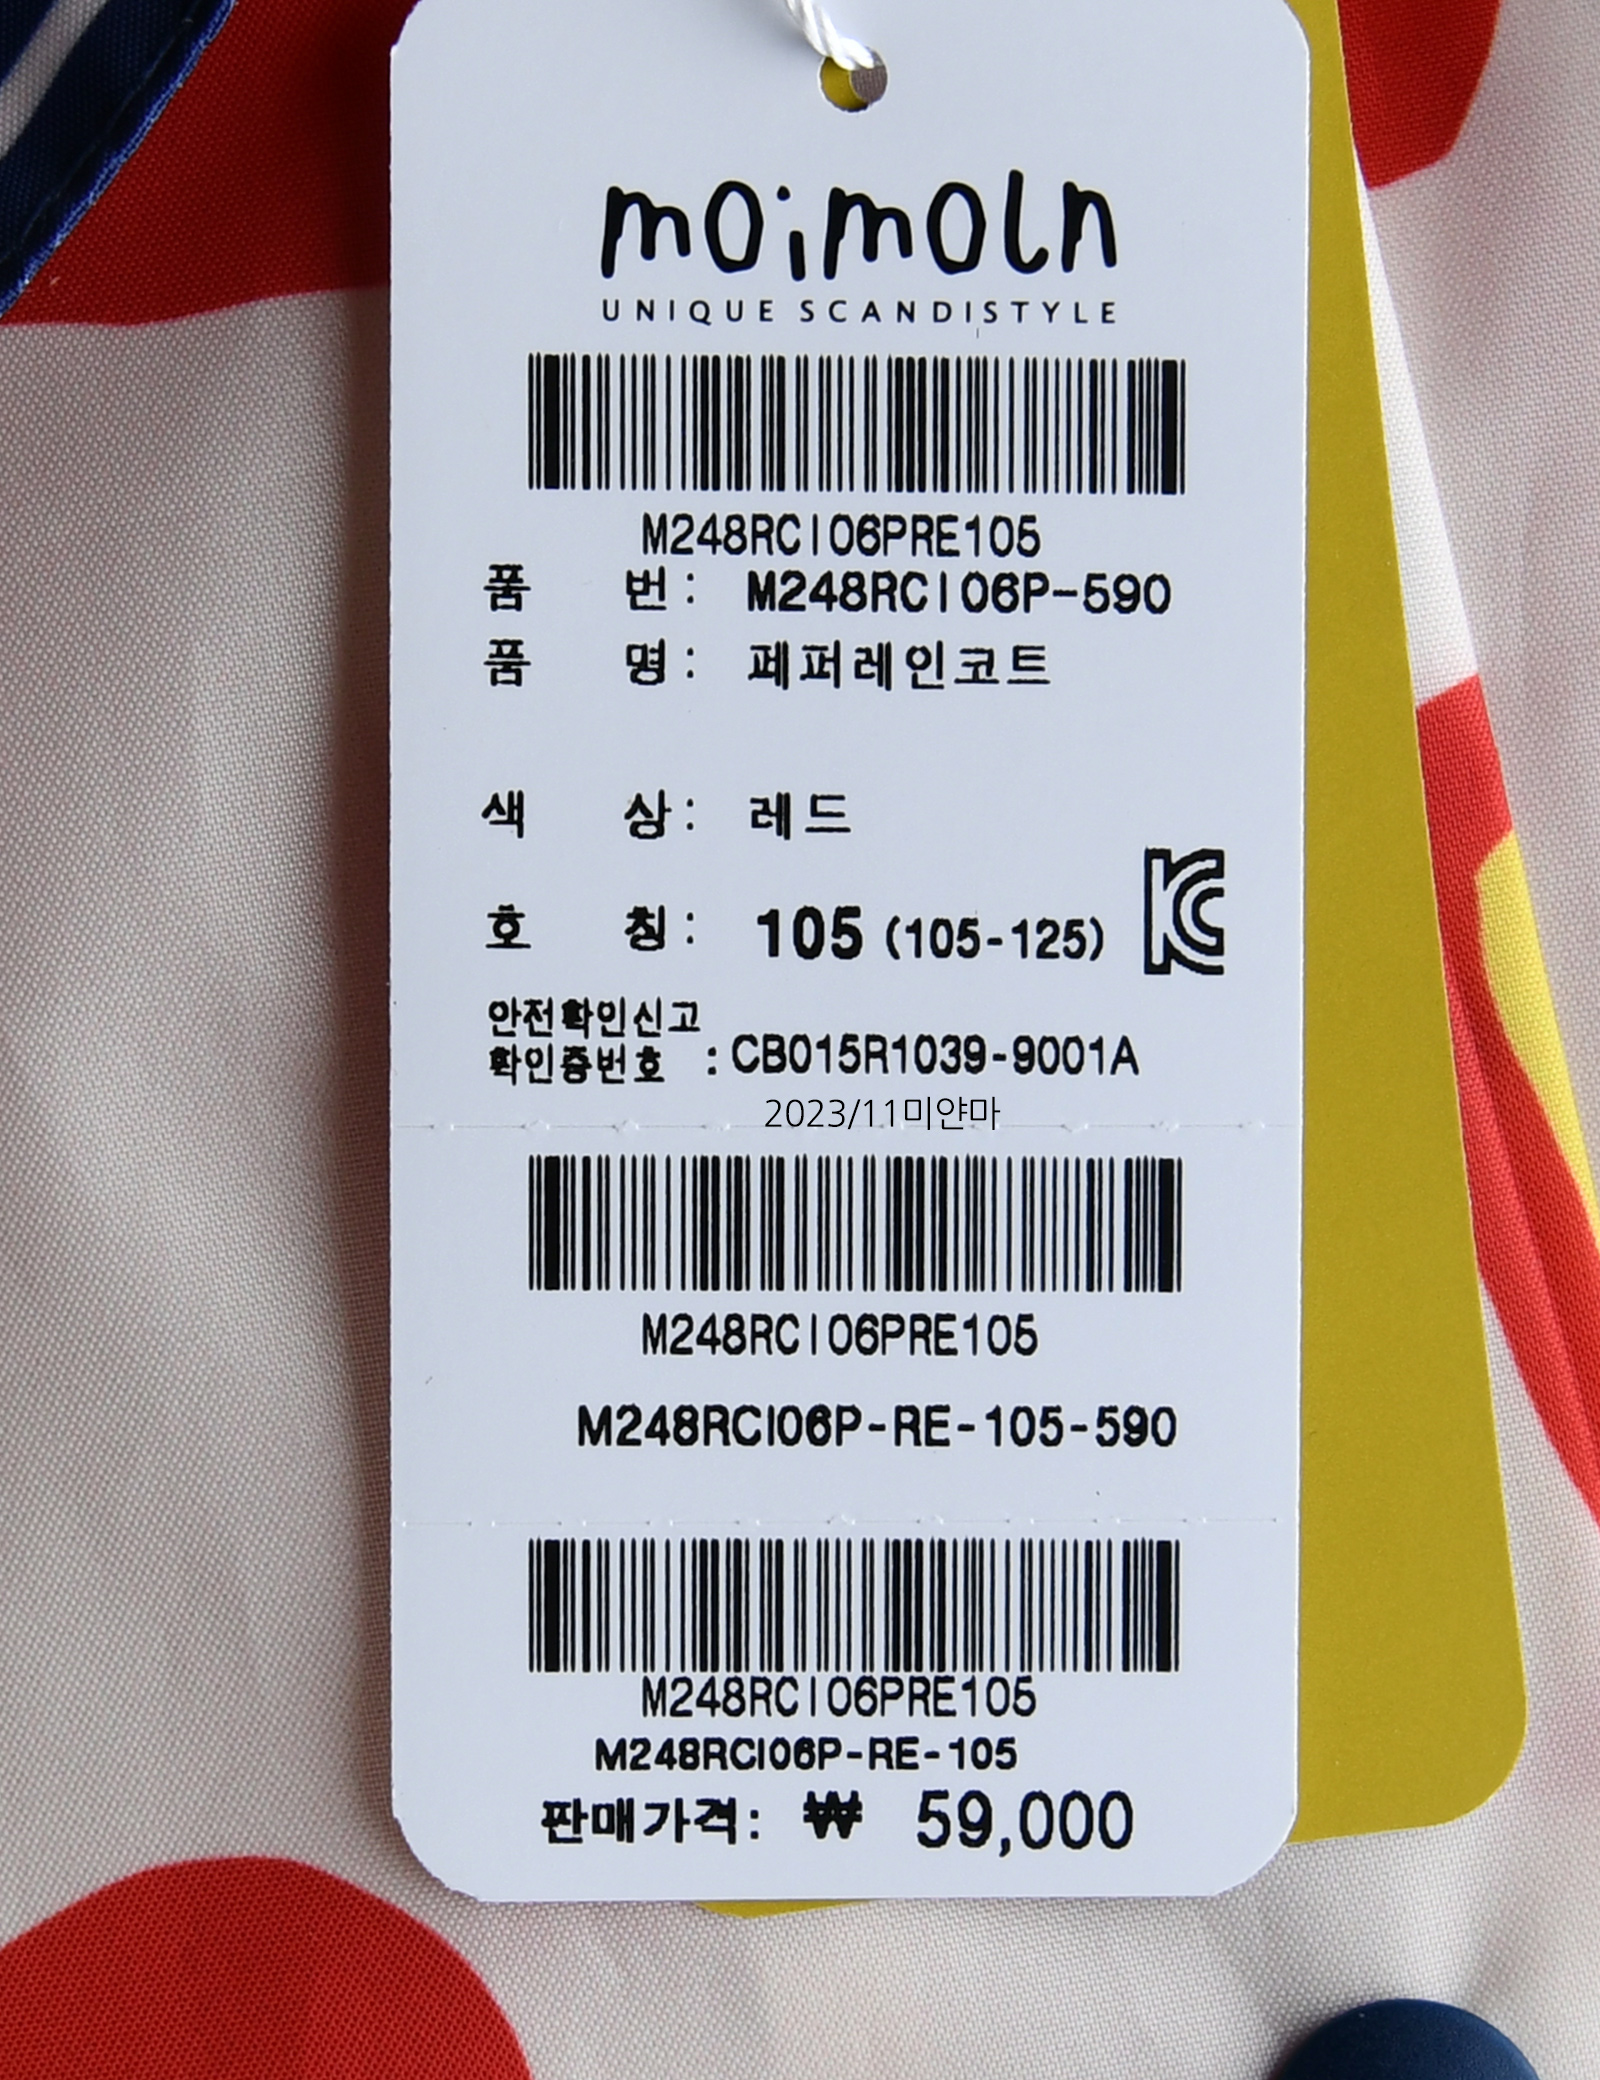 moimoln
UNIQUE SCANDISTYLE
M248RCI06PRE105
품 번: M248RCI06P-590
품 명: 페퍼레인코트
색 상: 레드
호 칭: 105 (105-125)
KC
안전확인신고
확인증번호 : CB015R1039-9001A
2023/11미얀마
M248RCI06PRE105
M248RCI06P-RE-105-590
M248RCI06PRE105
M248RCI06P-RE-105
판매가격: ₩ 59,000